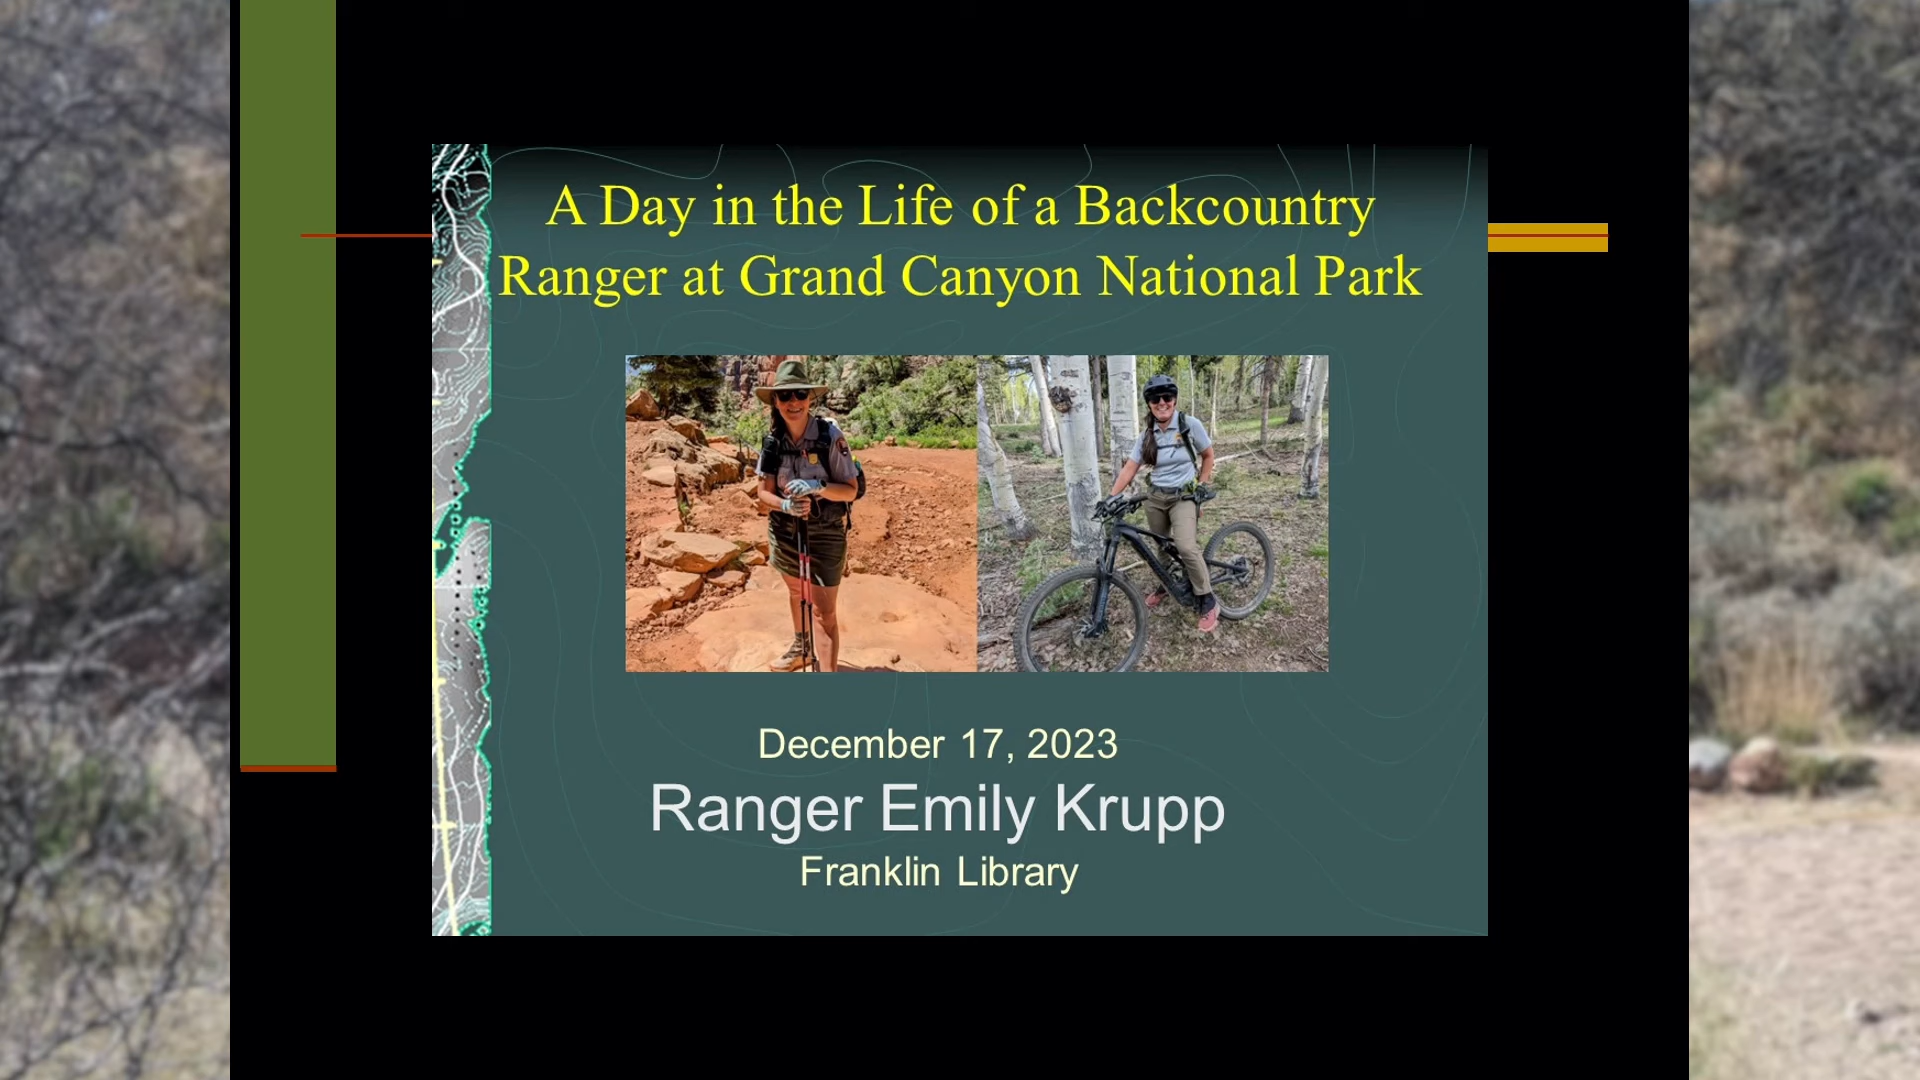 A Day in the Life of a Backcountry
Ranger at Grand Canyon National Park
December 17, 2023
Ranger Emily Krupp
Franklin Library